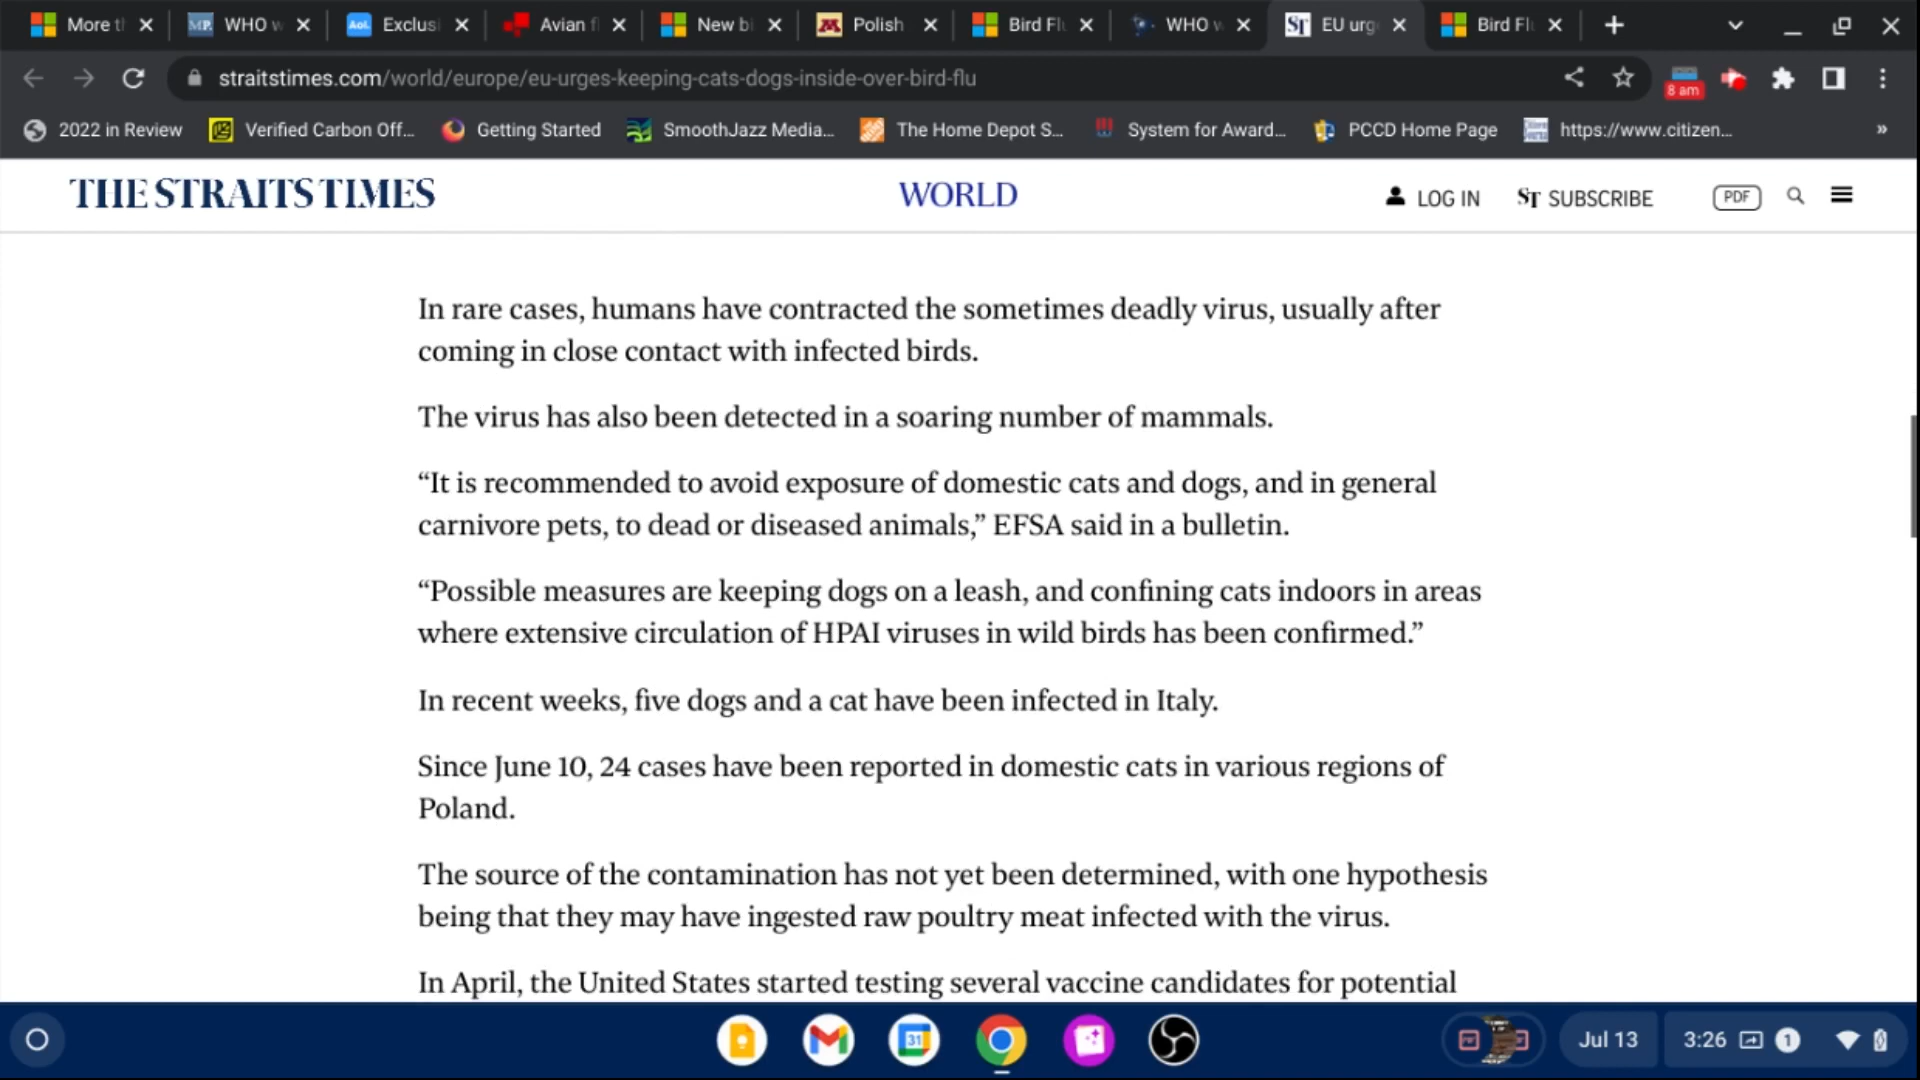 More t
WHO w
Exclusi
Avian f
New bi
Polish
Bird Flu
WHO w
EU urg
Bird Flu
straitstimes.com/world/europe/eu-urges-keeping-cats-dogs-inside-over-bird-flu
8 am
2022 in Review
Verified Carbon Off...
Getting Started
SmoothJazz Media...
The Home Depot S...
System for Award...
PCCD Home Page
https://www.citizen...
THE STRAITS TIMES
WORLD
LOG IN
ST SUBSCRIBE
PDF
In rare cases, humans have contracted the sometimes deadly virus, usually after
coming in close contact with infected birds.
The virus has also been detected in a soaring number of mammals.
“It is recommended to avoid exposure of domestic cats and dogs, and in general
carnivore pets, to dead or diseased animals,” EFSA said in a bulletin.
“Possible measures are keeping dogs on a leash, and confining cats indoors in areas
where extensive circulation of HPAI viruses in wild birds has been confirmed.”
In recent weeks, five dogs and a cat have been infected in Italy.
Since June 10, 24 cases have been reported in domestic cats in various regions of
Poland.
The source of the contamination has not yet been determined, with one hypothesis
being that they may have ingested raw poultry meat infected with the virus.
In April, the United States started testing several vaccine candidates for potential
31
Jul 13
3:26
1